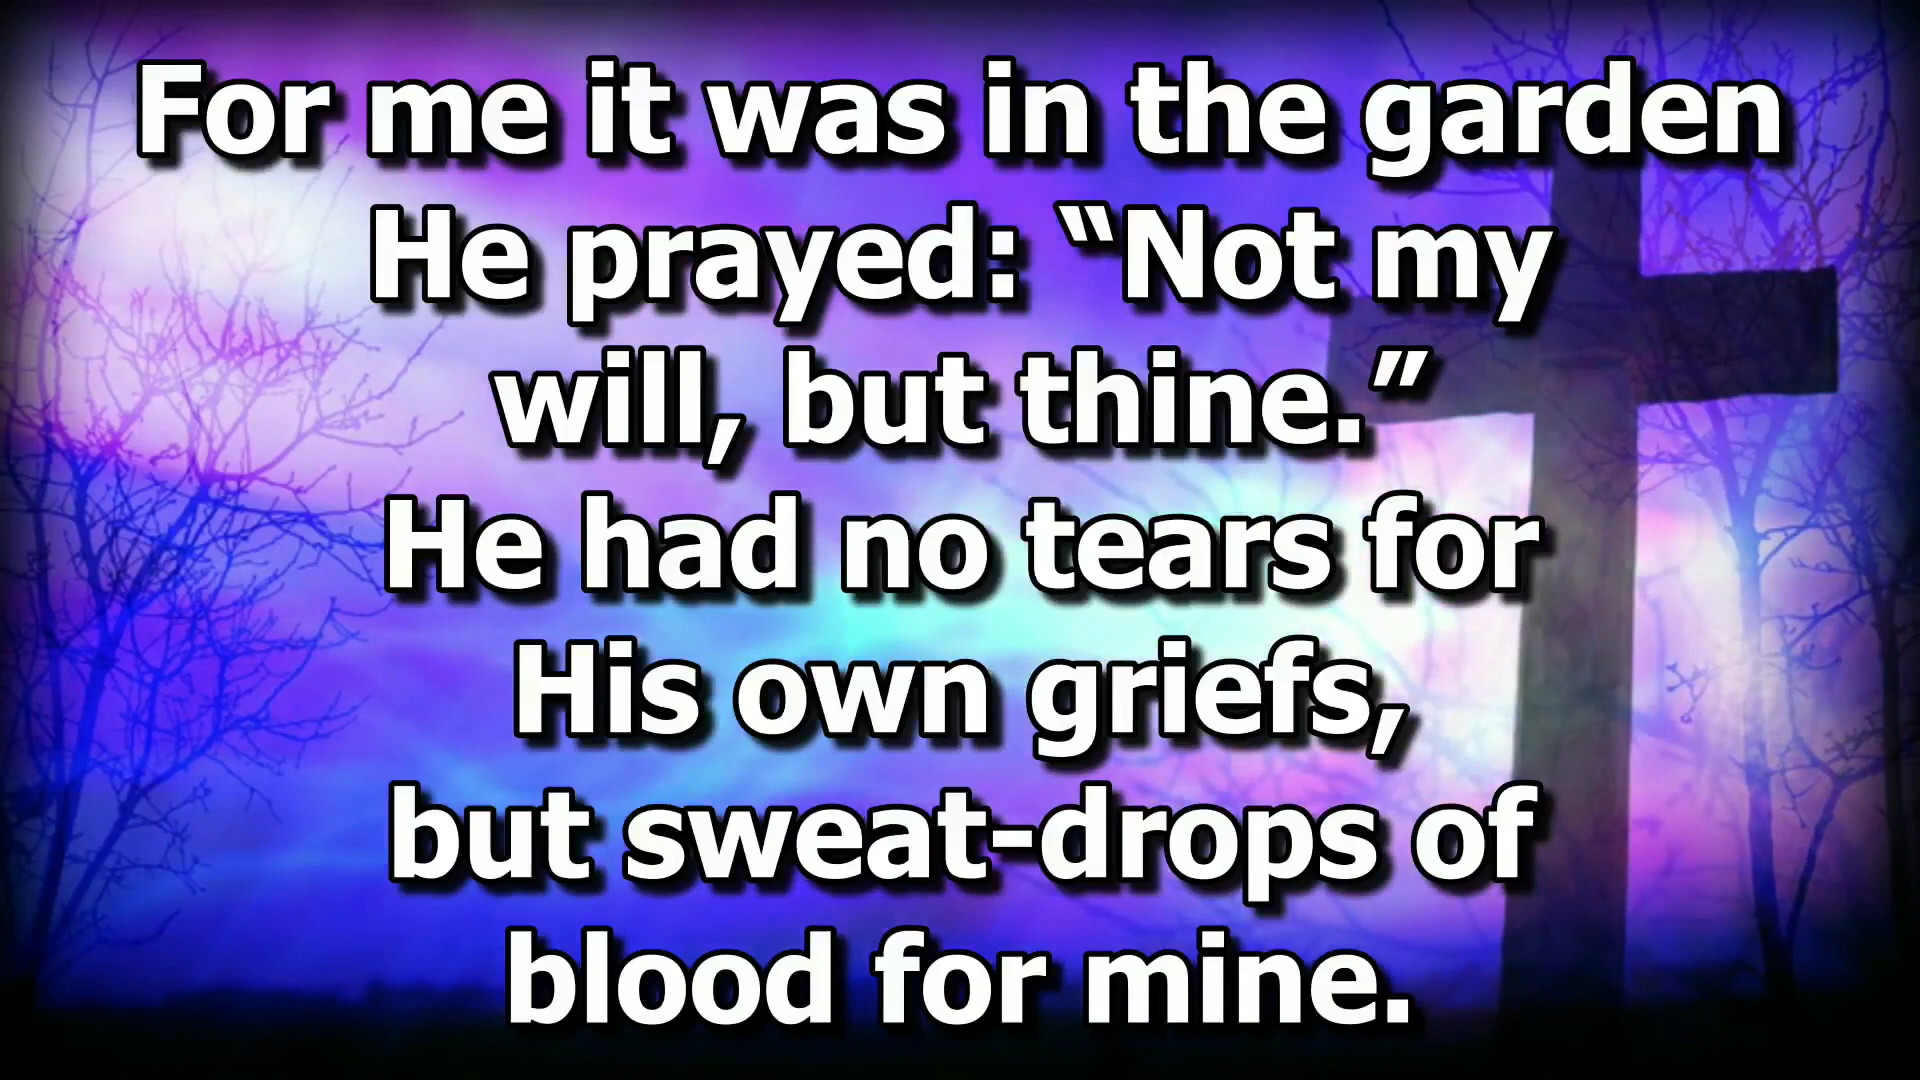 For me it was in the garden
He prayed: “Not my
will, but thine.”
He had no tears for
His own griefs,
but sweat-drops of
blood for mine.